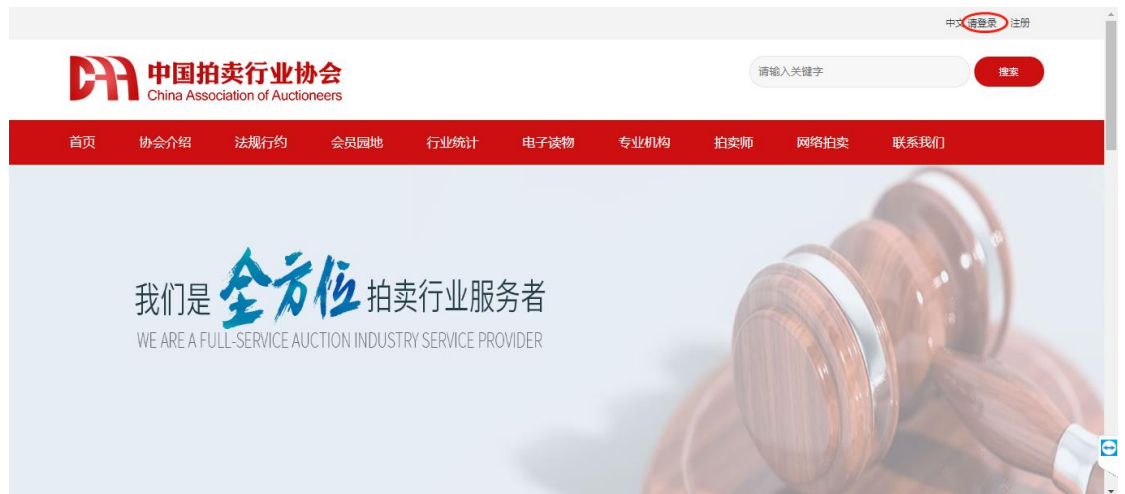 中文 请登录 注册
中国拍卖行业协会
China Association of Auctioneers
请输入关键字 搜索
首页 协会介绍 法规行约 会员园地 行业统计 电子读物 专业机构 拍卖师 网络拍卖 联系我们
我们是全方位拍卖行业服务者
WE ARE A FULL-SERVICE AUCTION INDUSTRY SERVICE PROVIDER